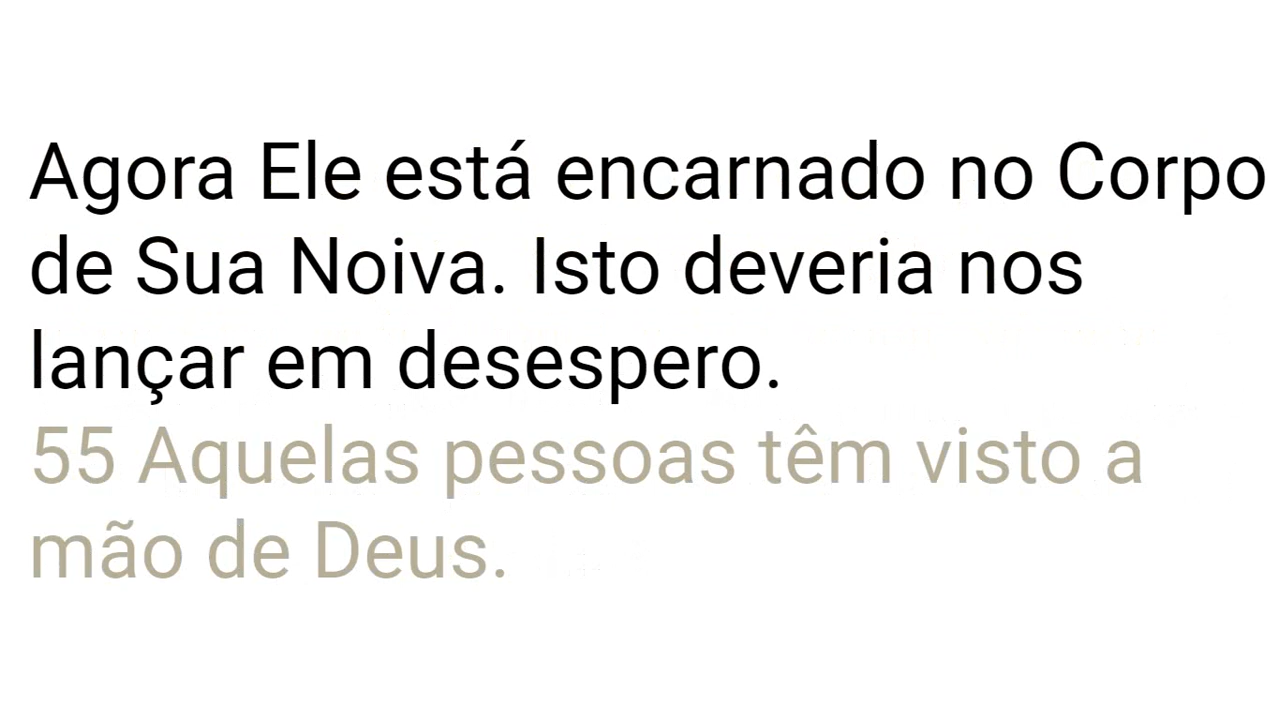 Agora Ele está encarnado no Corpo
de Sua Noiva. Isto deveria nos
lançar em desespero.
55 Aquelas pessoas têm visto a
mão de Deus.